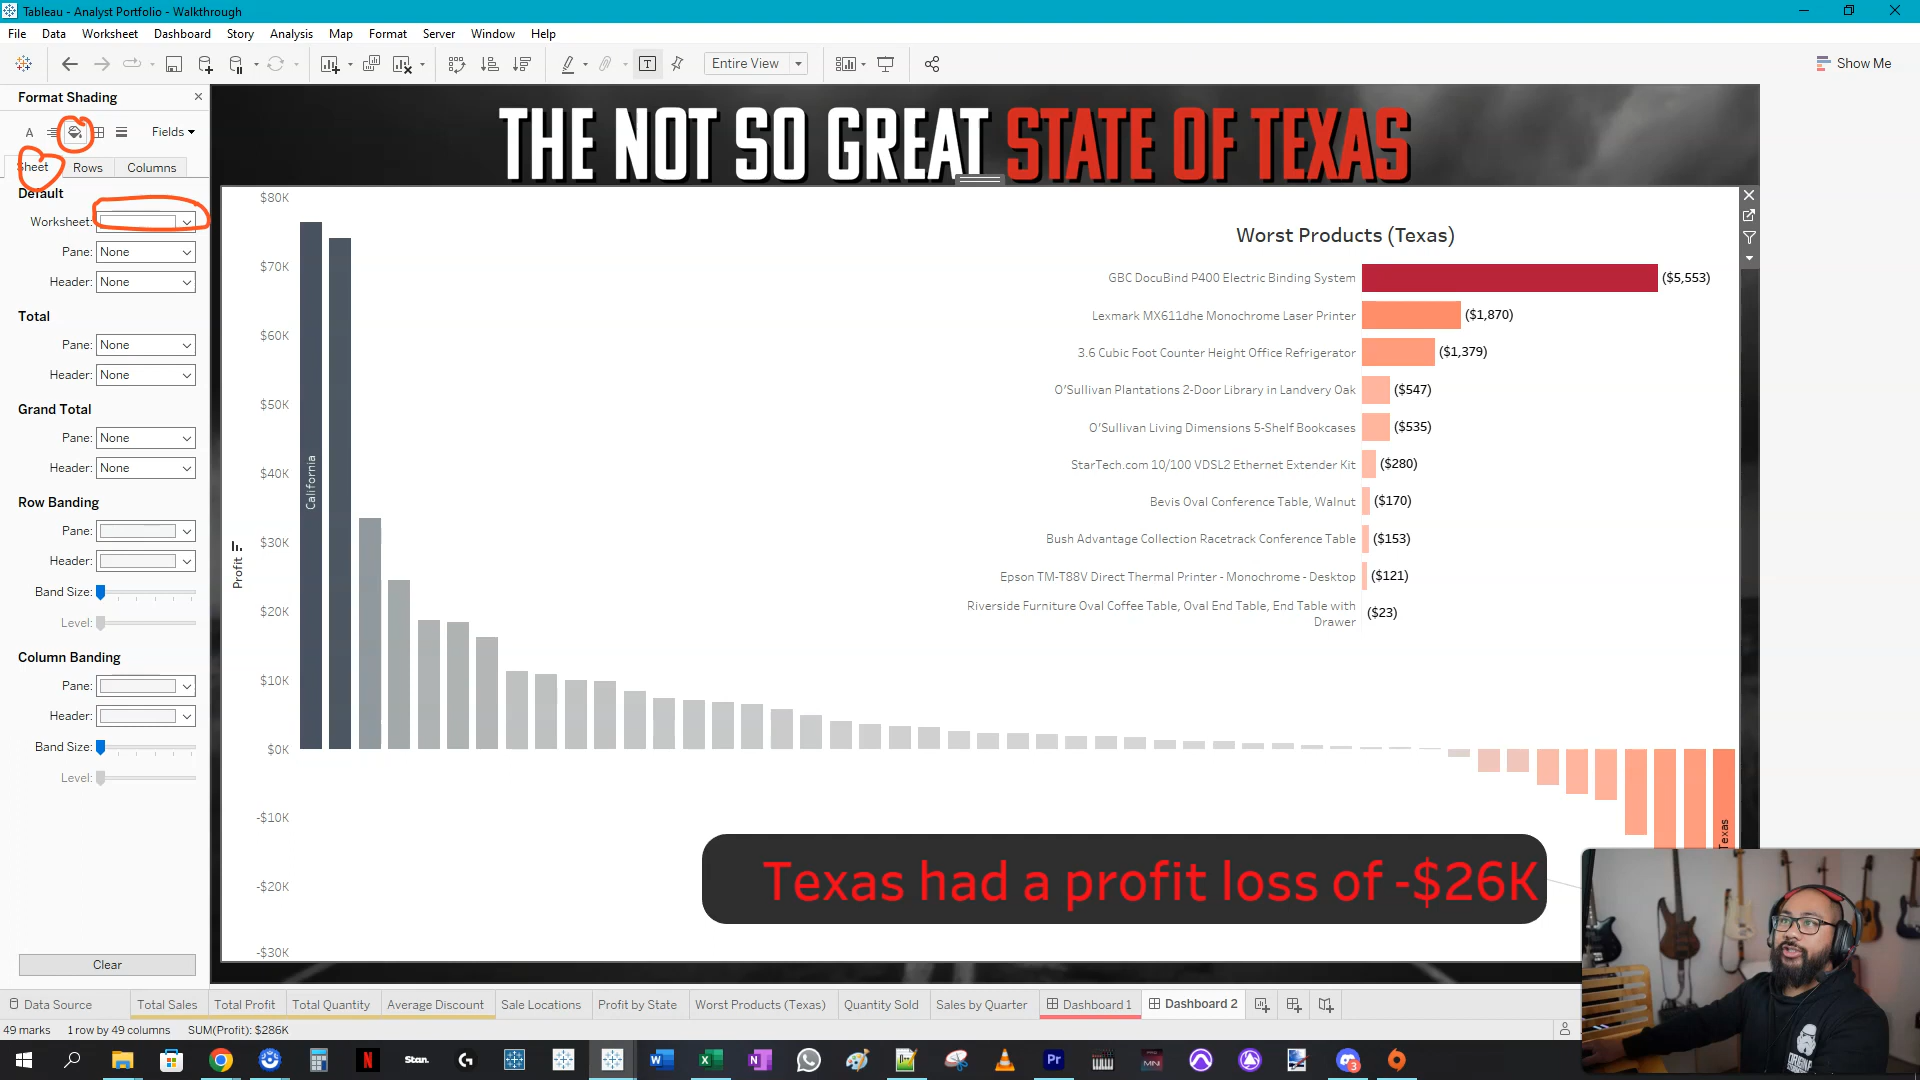 Tableau - Analyst Portfolio - Walkthrough
File Data Worksheet Dashboard Story Analysis Map Format Server Window Help
Entire View
Show Me
Format Shading
Fields
Sheet Rows Columns
Default
Worksheet:
Pane: None
Header: None
Total
Pane: None
Header: None
Grand Total
Pane: None
Header: None
Row Banding
Pane:
Header:
Band Size:
Level:
Column Banding
Pane:
Header:
Band Size:
Level:
Clear
THE NOT SO GREAT STATE OF TEXAS
$80K
$70K
$60K
$50K
$40K
$30K
$20K
$10K
$0K
-$10K
-$20K
-$30K
Profit
California
Texas
Worst Products (Texas)
GBC DocuBind P400 Electric Binding System ($5,553)
Lexmark MX611dhe Monochrome Laser Printer ($1,870)
3.6 Cubic Foot Counter Height Office Refrigerator ($1,379)
O'Sullivan Plantations 2-Door Library in Landvery Oak ($547)
O'Sullivan Living Dimensions 5-Shelf Bookcases ($535)
StarTech.com 10/100 VDSL2 Ethernet Extender Kit ($280)
Bevis Oval Conference Table, Walnut ($170)
Bush Advantage Collection Racetrack Conference Table ($153)
Epson TM-T88V Direct Thermal Printer - Monochrome - Desktop ($121)
Riverside Furniture Oval Coffee Table, Oval End Table, End Table with
Drawer ($23)
Texas had a profit loss of -$26K
Data Source Total Sales Total Profit Total Quantity Average Discount Sale Locations Profit by State Worst Products (Texas) Quantity Sold Sales by Quarter Dashboard 1 Dashboard 2
49 marks 1 row by 49 columns SUM(Profit): $286K
Stan.